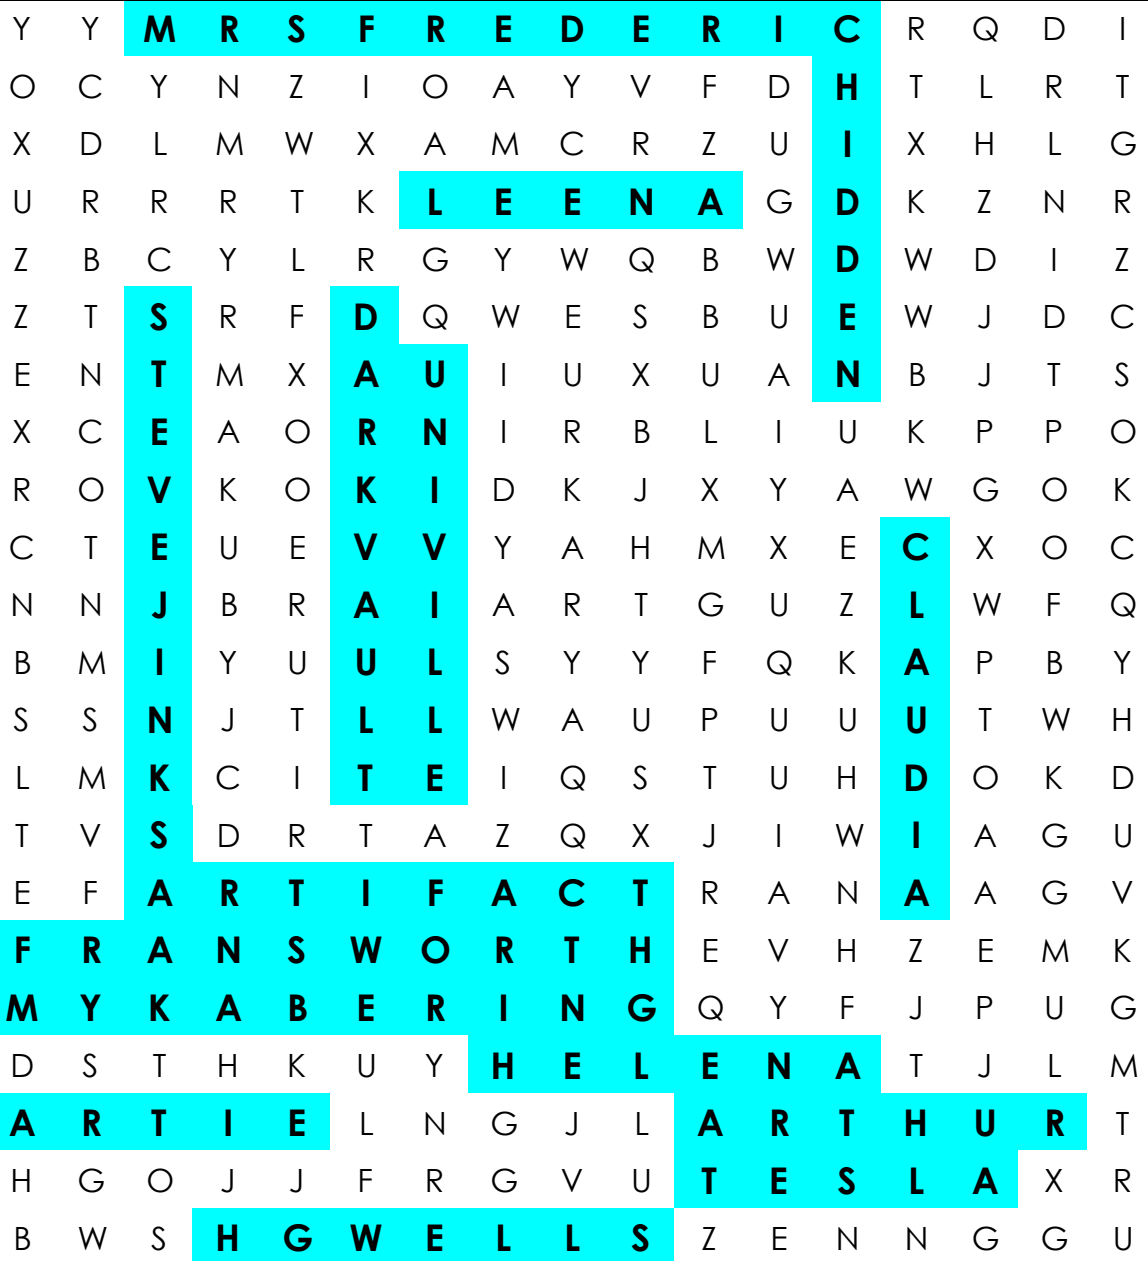 Y Y M R S F R E D E R I C R Q D I
O C Y N Z I O A Y V F D H T L R T
X D L M W X A M C R Z U I X H L G
U R R R T K L E E N A G D K Z N R
Z B C Y L R G Y W Q B W D W D I Z
Z T S R F D Q W E S B U E W J D C
E N T M X A U I U X U A N B J T S
X C E A O R N I R B L I U K P P O
R O V K O K I D K J X Y A W G O K
C T E U E V V Y A H M X E C X O C
N N J B R A I A R T G U Z L W F Q
B M I Y U U L S Y Y F Q K A P B Y
S S N J T L L W A U P U U U T W H
L M K C I T E I Q S T U H D O K D
T V S D R T A Z Q X J I W I A G U
E F A R T I F A C T R A N A A G V
F R A N S W O R T H E V H Z E M K
M Y K A B E R I N G Q Y F J P U G
D S T H K U Y H E L E N A T J L M
A R T I E L N G J L A R T H U R T
H G O J J F R G V U T E S L A X R
B W S H G W E L L S Z E N N G G U